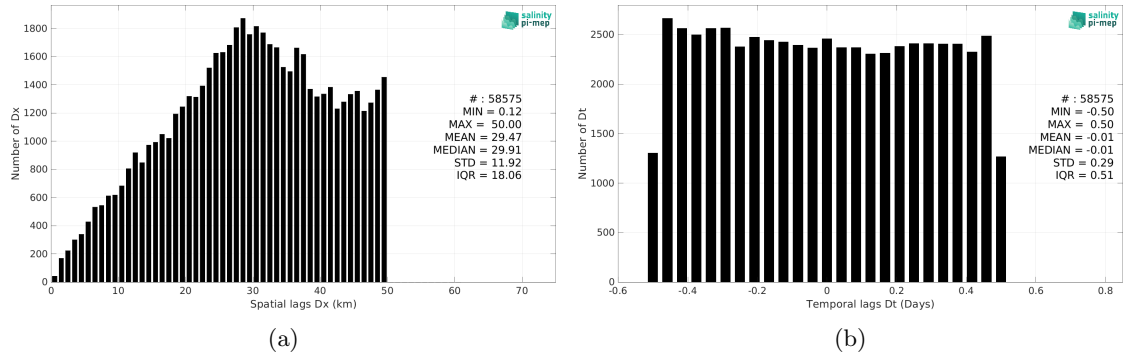 salinity
pi-mep
1800
1600
1400
1200
1000
800
600
400
200
0
Number of Dx
# : 58575
MIN = 0.12
MAX = 50.00
MEAN = 29.47
MEDIAN = 29.91
STD = 11.92
IQR = 18.06
0 10 20 30 40 50 60 70
Spatial lags Dx (km)
(a)
salinity
pi-mep
2500
2000
1500
1000
500
0
Number of Dt
# : 58575
MIN = -0.50
MAX = 0.50
MEAN = -0.01
MEDIAN = -0.01
STD = 0.29
IQR = 0.51
-0.6 -0.4 -0.2 0 0.2 0.4 0.6 0.8
Temporal lags Dt (Days)
(b)